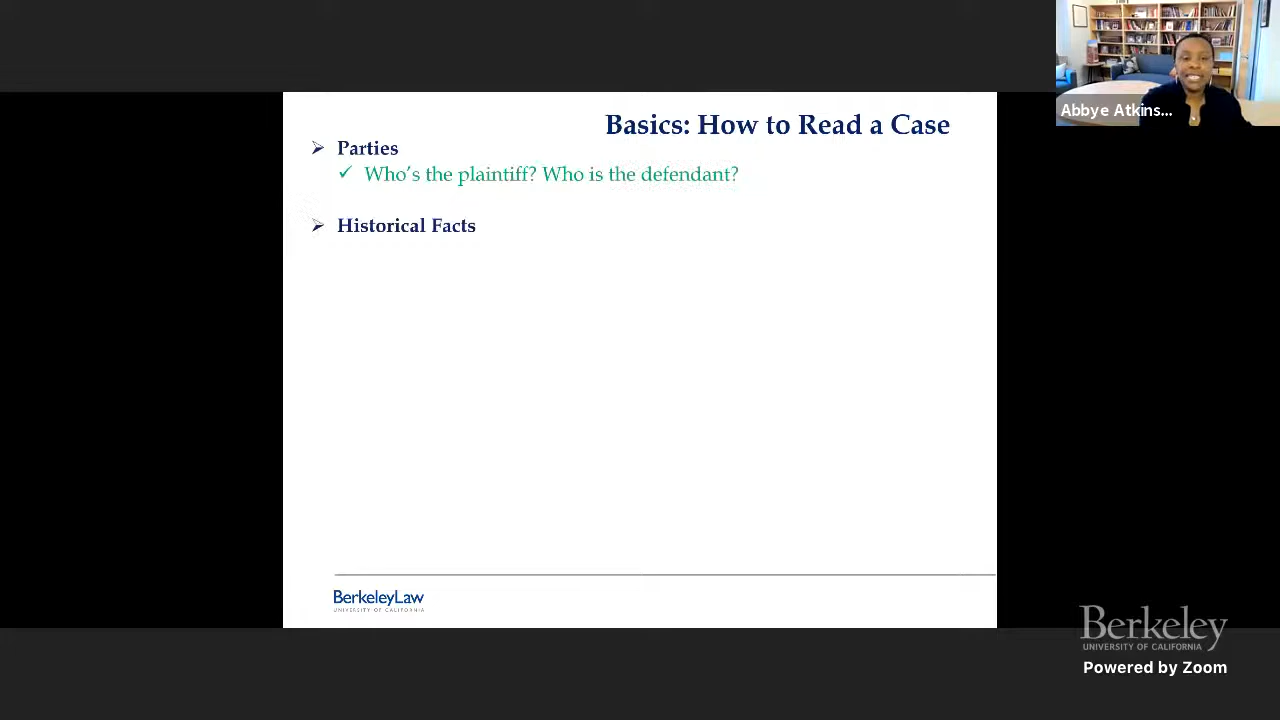 Abbye Atkins...
Basics: How to Read a Case
➢ Parties
✓ Who's the plaintiff? Who is the defendant?
➢ Historical Facts
BerkeleyLaw
UNIVERSITY OF CALIFORNIA
Berkeley
UNIVERSITY OF CALIFORNIA
Powered by Zoom